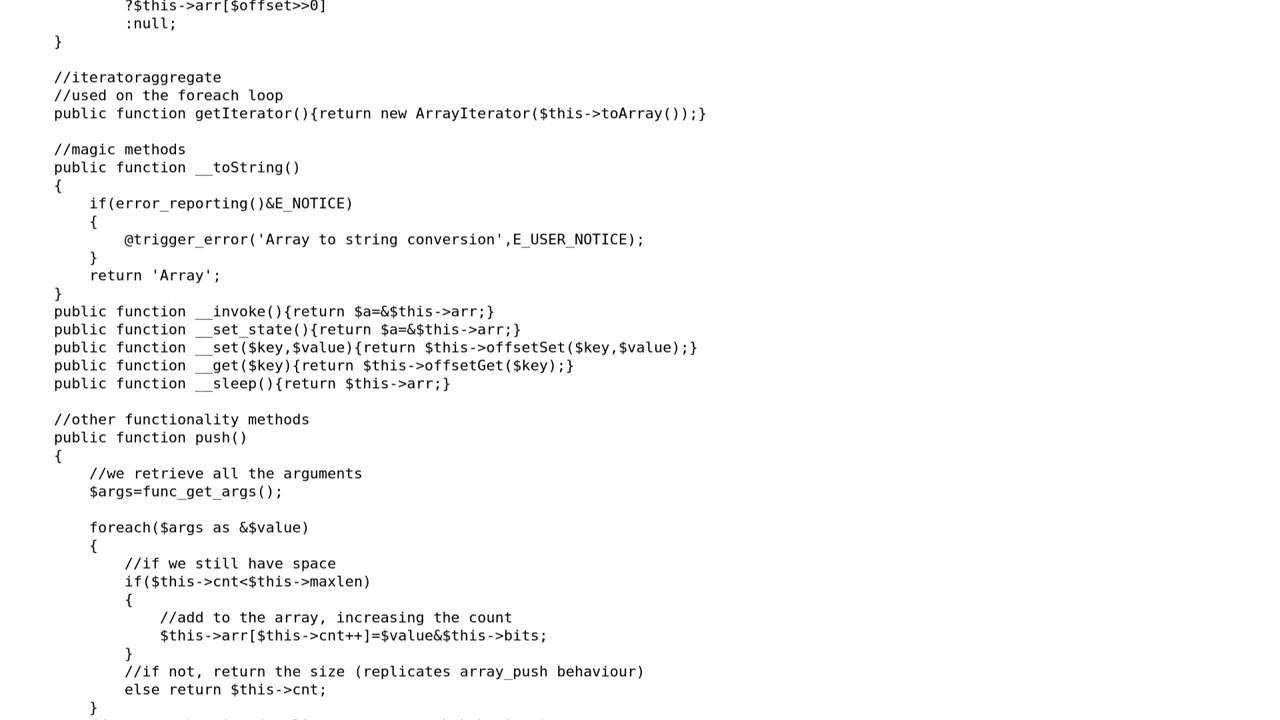 ?$this->arr[$offset>>0]
:null;
}
//iteratoraggregate
//used on the foreach loop
public function getIterator(){return new ArrayIterator($this->toArray());}
//magic methods
public function __toString()
{
if(error_reporting()&E_NOTICE)
{
@trigger_error('Array to string conversion',E_USER_NOTICE);
}
return 'Array';
}
public function __invoke(){return $a=&$this->arr;}
public function __set_state(){return $a=&$this->arr;}
public function __set($key,$value){return $this->offsetSet($key,$value);}
public function __get($key){return $this->offsetGet($key);}
public function __sleep(){return $this->arr;}
//other functionality methods
public function push()
{
//we retrieve all the arguments
$args=func_get_args();
foreach($args as &$value)
{
//if we still have space
if($this->cnt<$this->maxlen)
{
//add to the array, increasing the count
$this->arr[$this->cnt++]=$value&$this->bits;
}
//if not, return the size (replicates array_push behaviour)
else return $this->cnt;
}